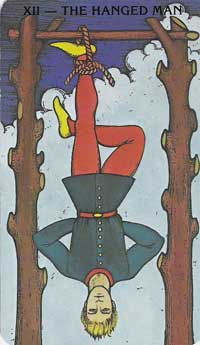 XII — THE HANGED MAN